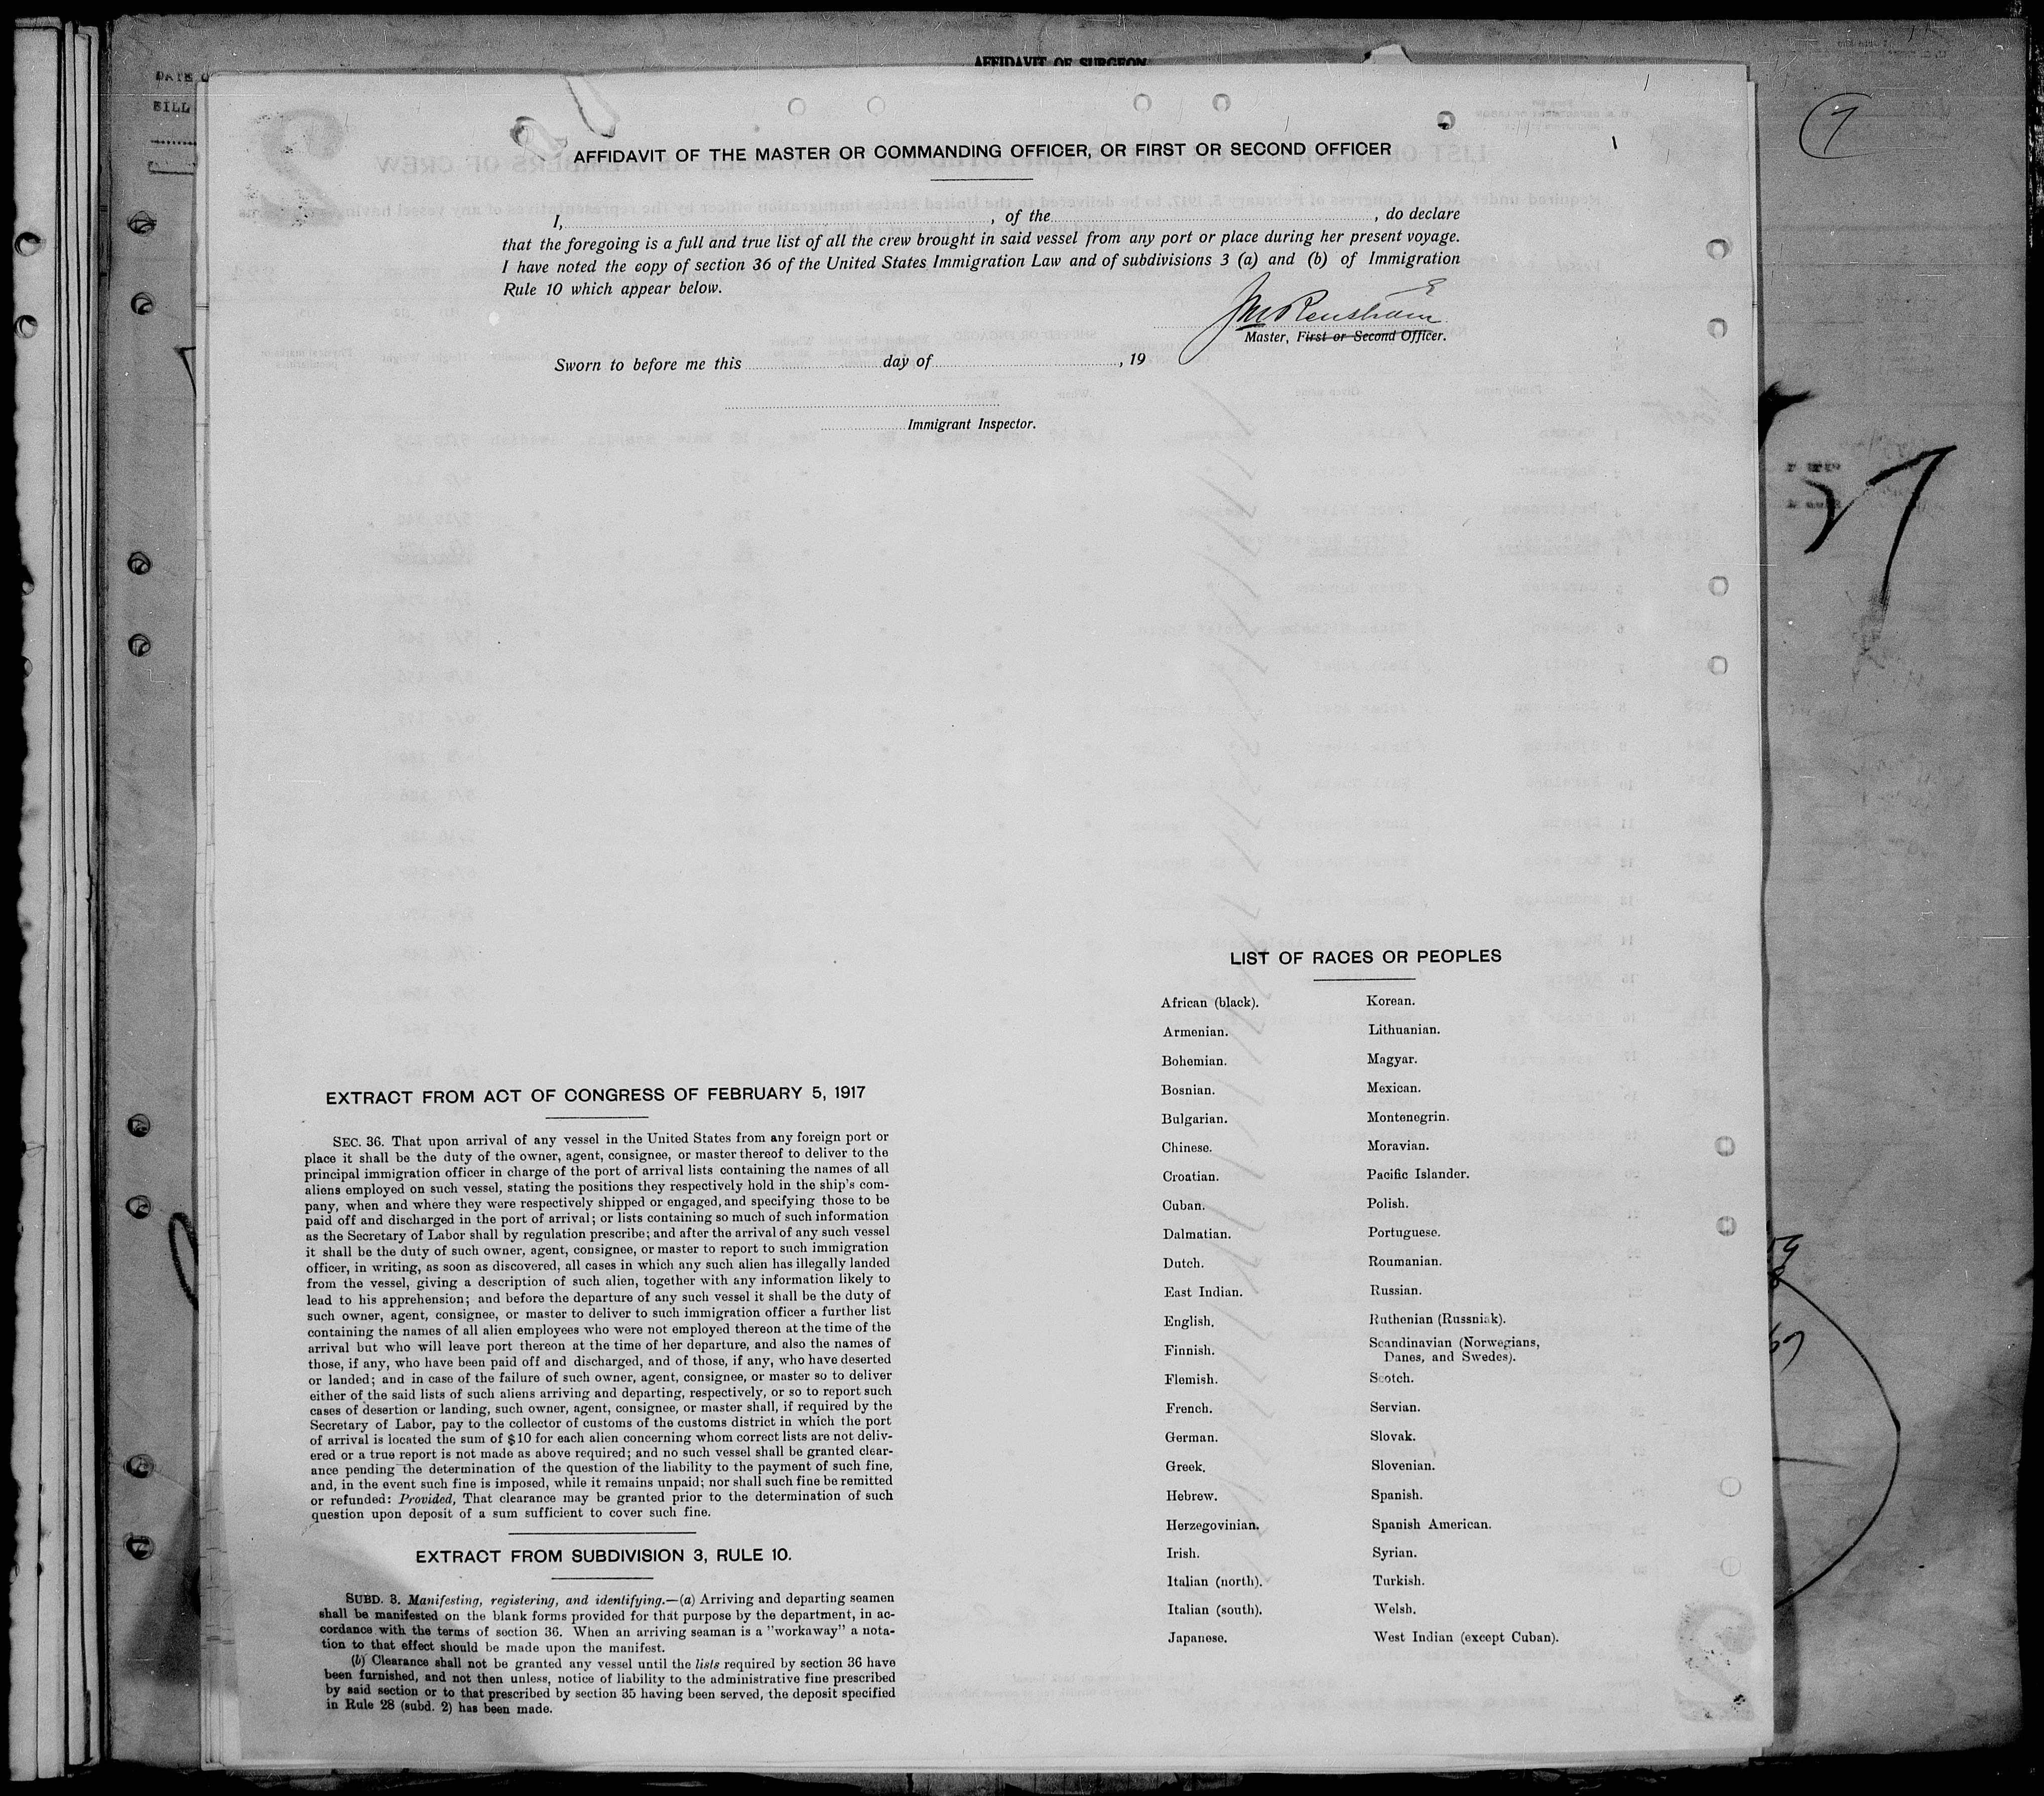 AFFIDAVIT OF SURGEON
7
AFFIDAVIT OF THE MASTER OR COMMANDING OFFICER, OR FIRST OR SECOND OFFICER
I, , of the , do declare
that the foregoing is a full and true list of all the crew brought in said vessel from any port or place during her present voyage.
I have noted the copy of section 36 of the United States Immigration Law and of subdivisions 3 (a) and (b) of Immigration
Rule 10 which appear below.
Master, First or Second Officer.
Sworn to before me this day of , 19
Immigrant Inspector.
LIST OF RACES OR PEOPLES
African (black).
Armenian.
Bohemian.
Bosnian.
Bulgarian.
Chinese.
Croatian.
Cuban.
Dalmatian.
Dutch.
East Indian.
English.
Finnish.
Flemish.
French.
German.
Greek.
Hebrew.
Herzegovinian.
Irish.
Italian (north).
Italian (south).
Japanese.
Korean.
Lithuanian.
Magyar.
Mexican.
Montenegrin.
Moravian.
Pacific Islander.
Polish.
Portuguese.
Roumanian.
Russian.
Ruthenian (Russniak).
Scandinavian (Norwegians,
Danes, and Swedes).
Scotch.
Servian.
Slovak.
Slovenian.
Spanish.
Spanish American.
Syrian.
Turkish.
Welsh.
West Indian (except Cuban).
EXTRACT FROM ACT OF CONGRESS OF FEBRUARY 5, 1917
SEC. 36. That upon arrival of any vessel in the United States from any foreign port or
place it shall be the duty of the owner, agent, consignee, or master thereof to deliver to the
principal immigration officer in charge of the port of arrival lists containing the names of all
aliens employed on such vessel, stating the positions they respectively hold in the ship's com-
pany, when and where they were respectively shipped or engaged, and specifying those to be
paid off and discharged in the port of arrival; or lists containing so much of such information
as the Secretary of Labor shall by regulation prescribe; and after the arrival of any such vessel
it shall be the duty of such owner, agent, consignee, or master to report to such immigration
officer, in writing, as soon as discovered, all cases in which any such alien has illegally landed
from the vessel, giving a description of such alien, together with any information likely to
lead to his apprehension; and before the departure of any such vessel it shall be the duty of
such owner, agent, consignee, or master to deliver to such immigration officer a further list
containing the names of all alien employees who were not employed thereon at the time of the
arrival but who will leave port thereon at the time of her departure, and also the names of
those, if any, who have been paid off and discharged, and of those, if any, who have deserted
or landed; and in case of the failure of such owner, agent, consignee, or master so to deliver
either of the said lists of such aliens arriving and departing, respectively, or so to report such
cases of desertion or landing, such owner, agent, consignee, or master shall, if required by the
Secretary of Labor, pay to the collector of customs of the customs district in which the port
of arrival is located the sum of $10 for each alien concerning whom correct lists are not deliv-
ered or a true report is not made as above required; and no such vessel shall be granted clear-
ance pending the determination of the question of the liability to the payment of such fine,
and, in the event such fine is imposed, while it remains unpaid; nor shall such fine be remitted
or refunded: Provided, That clearance may be granted prior to the determination of such
question upon deposit of a sum sufficient to cover such fine.
EXTRACT FROM SUBDIVISION 3, RULE 10.
SUBD. 3. Manifesting, registering, and identifying.—(a) Arriving and departing seamen
shall be manifested on the blank forms provided for that purpose by the department, in ac-
cordance with the terms of section 36. When an arriving seaman is a "workaway" a nota-
tion to that effect should be made upon the manifest.
(b) Clearance shall not be granted any vessel until the lists required by section 36 have
been furnished, and not then unless, notice of liability to the administrative fine prescribed
by said section or to that prescribed by section 35 having been served, the deposit specified
in Rule 28 (subd. 2) has been made.